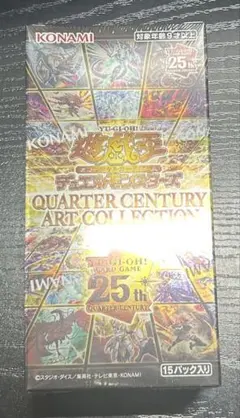 KONAMI
対象年齢9才以上
25th
YU-GI-OH!
遊☆戯☆王
デュエルモンスターズ
QUARTER CENTURY
ART COLLECTION
YU-GI-OH!
CARD GAME
25th
QUARTER CENTURY
15パック入り
©スタジオ・ダイス/集英社・テレビ東京・KONAMI